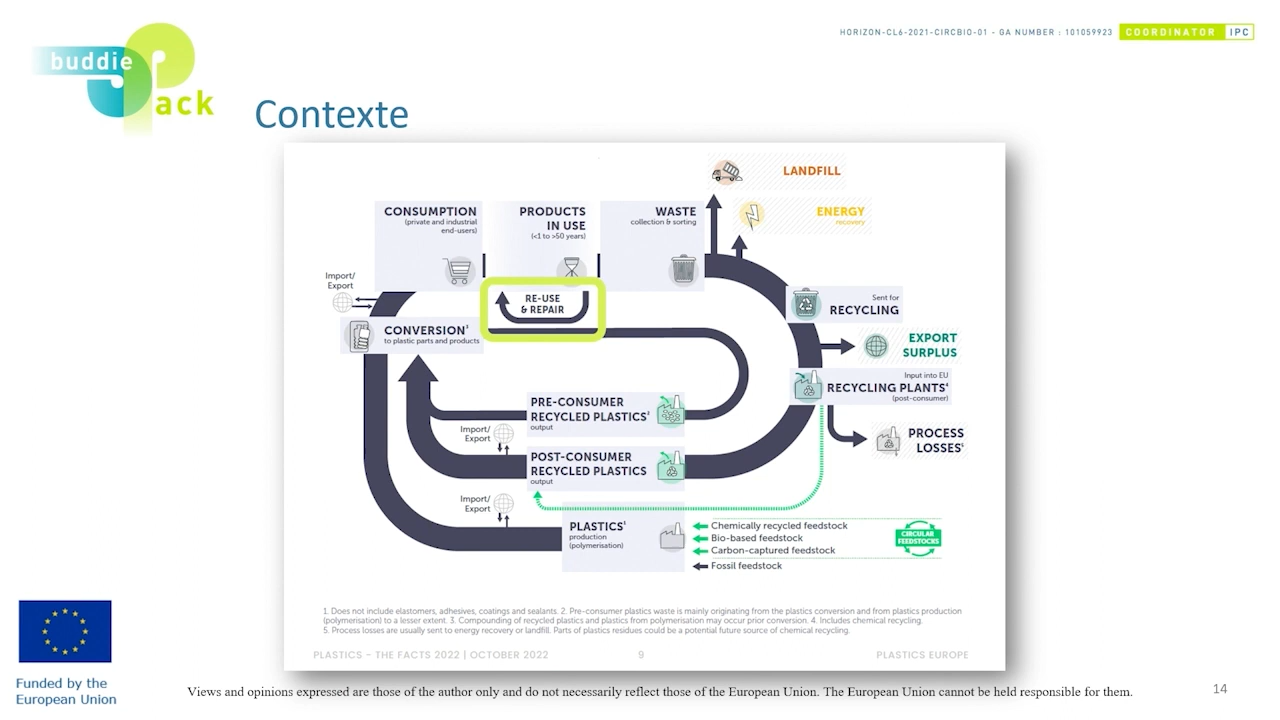 HORIZON-CL6-2021-CIRCBIO-01 - GA NUMBER : 101059923 COORDINATOR IPC
buddie
Pack
Contexte
LANDFILL
ENERGY
recovery
CONSUMPTION
(private and industrial
end-users)
PRODUCTS
IN USE
(<1 to >50 years)
WASTE
collection & sorting
Import/
Export
RE-USE
& REPAIR
Sent for
RECYCLING
CONVERSION³
to plastic parts and products
EXPORT
SURPLUS
Input into EU
RECYCLING PLANTS⁴
(post-consumer)
PRE-CONSUMER
RECYCLED PLASTICS²
output
Import/
Export
PROCESS
LOSSES⁵
POST-CONSUMER
RECYCLED PLASTICS
output
Import/
Export
PLASTICS¹
production
(polymerisation)
Chemically recycled feedstock
Bio-based feedstock
Carbon-captured feedstock
Fossil feedstock
CIRCULAR
FEEDSTOCKS
1. Does not include elastomers, adhesives, coatings and sealants. 2. Pre-consumer plastics waste is mainly originating from the plastics conversion and from plastics production
(polymerisation) to a lesser extent. 3. Compounding of recycled plastics and plastics from polymerisation may occur prior conversion. 4. Includes chemical recycling.
5. Process losses are usually sent to energy recovery or landfill. Parts of plastics residues could be a potential future source of chemical recycling.
PLASTICS – THE FACTS 2022 | OCTOBER 2022
9
PLASTICS EUROPE
Funded by the
European Union
Views and opinions expressed are those of the author only and do not necessarily reflect those of the European Union. The European Union cannot be held responsible for them.
14